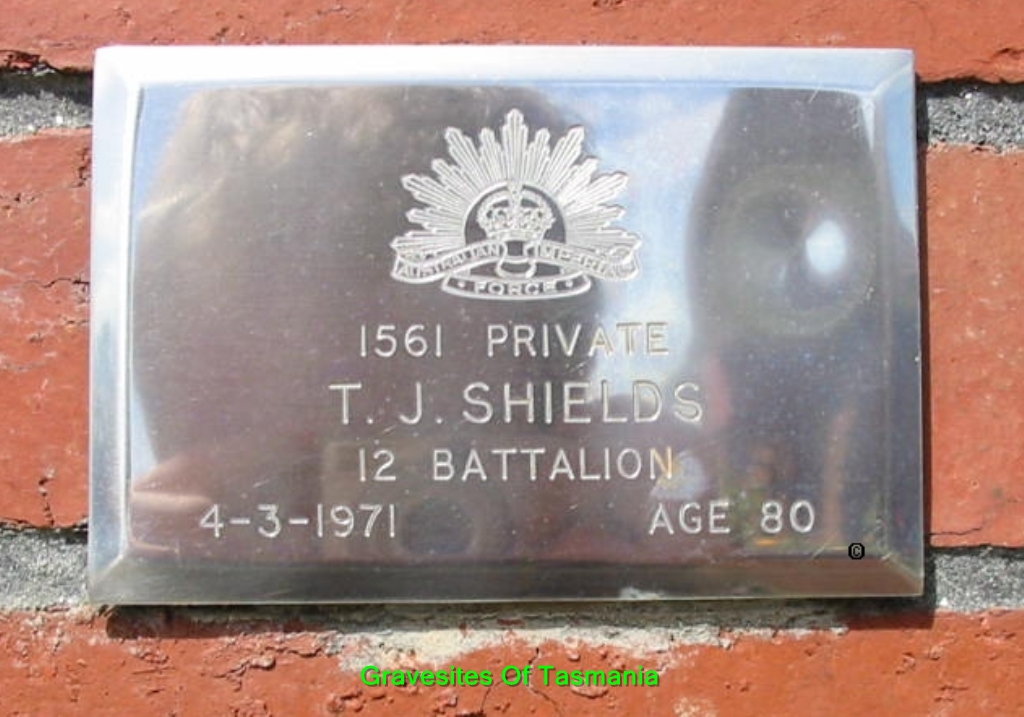 AUSTRALIAN IMPERIAL
FORCE
1561 PRIVATE
T. J. SHIELDS
12 BATTALION
4-3-1971 AGE 80
©
Gravesites Of Tasmania